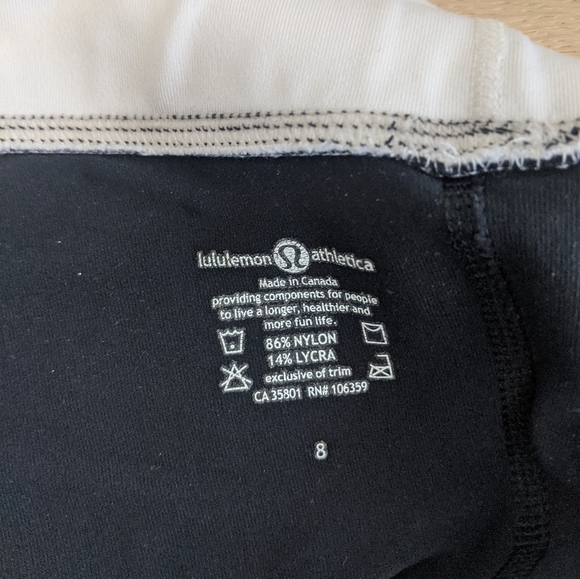 lululemon athletica
Made in Canada
providing components for people
to live a longer, healthier and
more fun life.
86% NYLON
14% LYCRA
exclusive of trim
CA 35801 RN# 106359
8